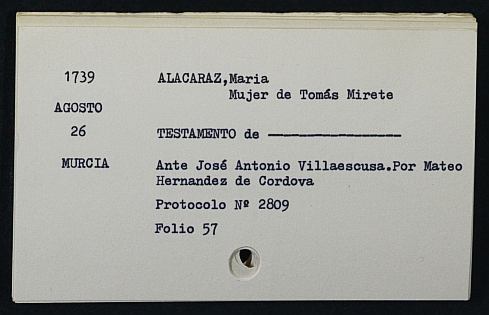 1739 ALACARAZ,Maria
Mujer de Tomás Mirete
AGOSTO
26 TESTAMENTO de ----------------
MURCIA Ante José Antonio Villaescusa.Por Mateo
Hernandez de Cordova
Protocolo Nº 2809
Folio 57